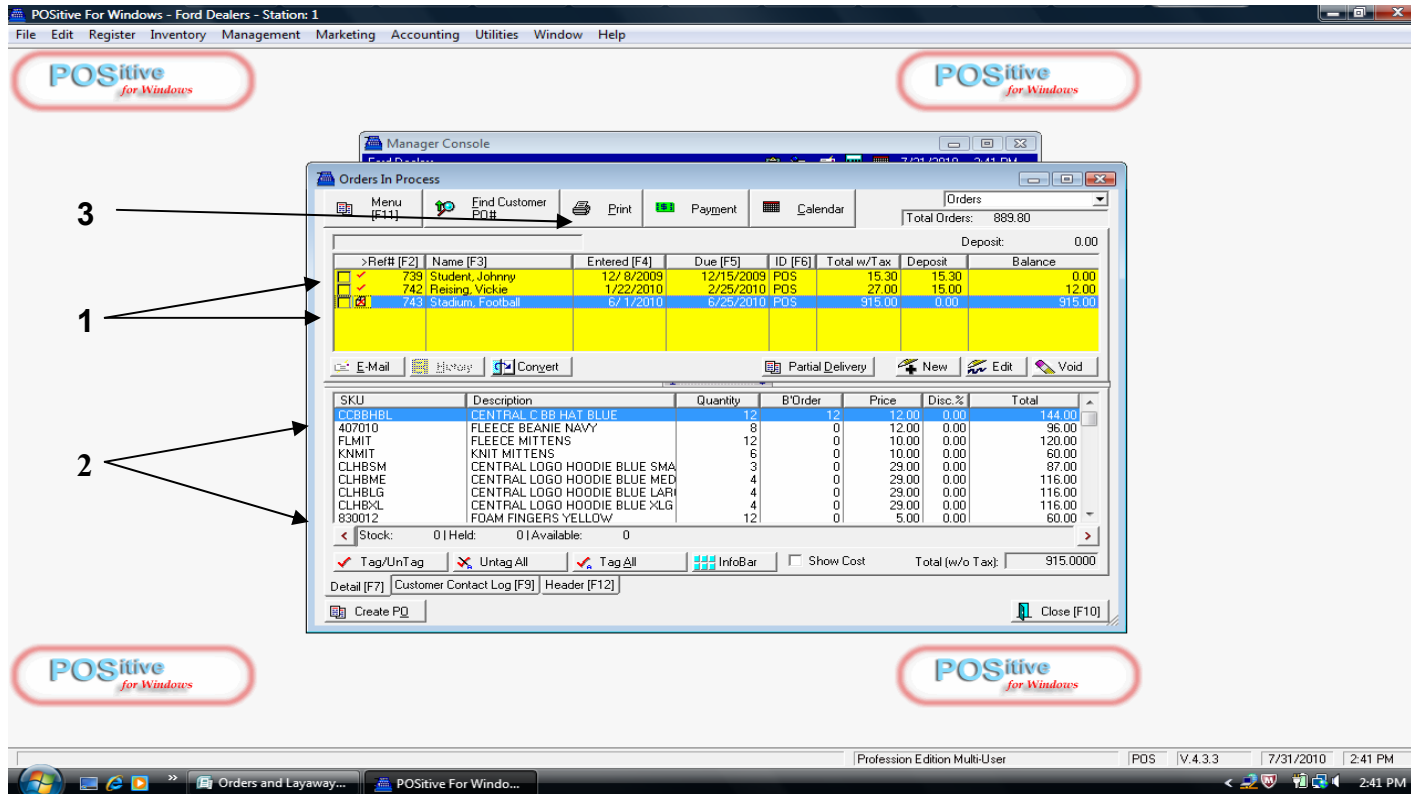 POSitive For Windows - Ford Dealers - Station: 1
File Edit Register Inventory Management Marketing Accounting Utilities Window Help
POSitive for Windows
POSitive for Windows
Manager Console
Orders In Process
Menu [F11] Find Customer PO# Print Payment Calendar Orders
Total Orders: 889.80
3
Deposit: 0.00
>Ref# [F2] Name [F3] Entered [F4] Due [F5] ID [F6] Total w/Tax Deposit Balance
739 Student, Johnny 12/ 8/2009 12/15/2009 POS 15.30 15.30 0.00
742 Reising, Vickie 1/22/2010 2/25/2010 POS 27.00 15.00 12.00
743 Stadium, Football 6/ 1/2010 6/25/2010 POS 915.00 0.00 915.00
1
E-Mail History Convert Partial Delivery New Edit Void
SKU Description Quantity B'Order Price Disc.% Total
CCBBHBL CENTRAL C BB HAT BLUE 12 12 12.00 0.00 144.00
407010 FLEECE BEANIE NAVY 8 0 12.00 0.00 96.00
FLMIT FLEECE MITTENS 12 0 10.00 0.00 120.00
KNMIT KNIT MITTENS 6 0 10.00 0.00 60.00
2
CLHBSM CENTRAL LOGO HOODIE BLUE SMA 3 0 29.00 0.00 87.00
CLHBME CENTRAL LOGO HOODIE BLUE MED 4 0 29.00 0.00 116.00
CLHBLG CENTRAL LOGO HOODIE BLUE LAR 4 0 29.00 0.00 116.00
CLHBXL CENTRAL LOGO HOODIE BLUE XLG 4 0 29.00 0.00 116.00
830012 FOAM FINGERS YELLOW 12 0 5.00 0.00 60.00
Stock: 0 | Held: 0 | Available: 0
Tag/UnTag Untag All Tag All InfoBar Show Cost Total (w/o Tax): 915.0000
Detail [F7] Customer Contact Log [F9] Header [F12]
Create PO Close [F10]
POSitive for Windows
POSitive for Windows
Profession Edition Multi-User POS V.4.3.3 7/31/2010 2:41 PM
Orders and Layaway... POSitive For Windo... 2:41 PM